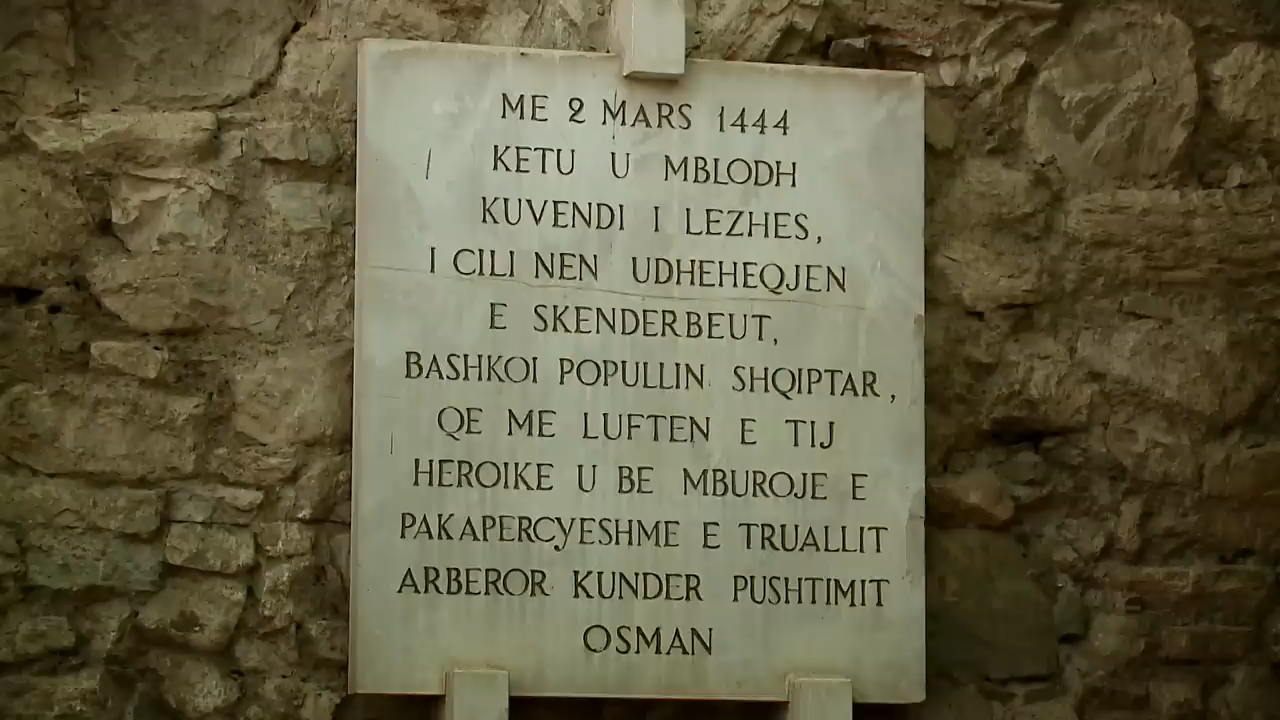 ME 2 MARS 1444
KETU U MBLODH
KUVENDI I LEZHES,
I CILI NEN UDHEHEQJEN
E SKENDERBEUT,
BASHKOI POPULLIN SHQIPTAR,
QE ME LUFTEN E TIJ
HEROIKE U BE MBUROJE E
PAKAPERCYESHME E TRUALLIT
ARBEROR KUNDER PUSHTIMIT
OSMAN